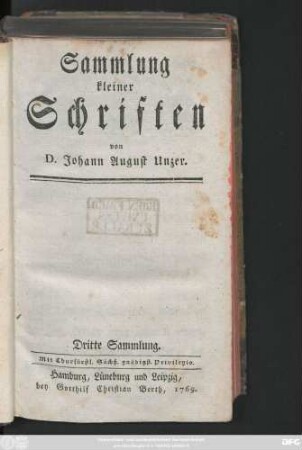 Sammlung
kleiner
Schriften
von
D. Johann August Unzer.
Dritte Sammlung.
Mit Churfürstl. Sächs. gnädigst. Privilegio.
Hamburg, Lüneburg und Leipzig,
bey Gotthilf Christian Berth, 1769.